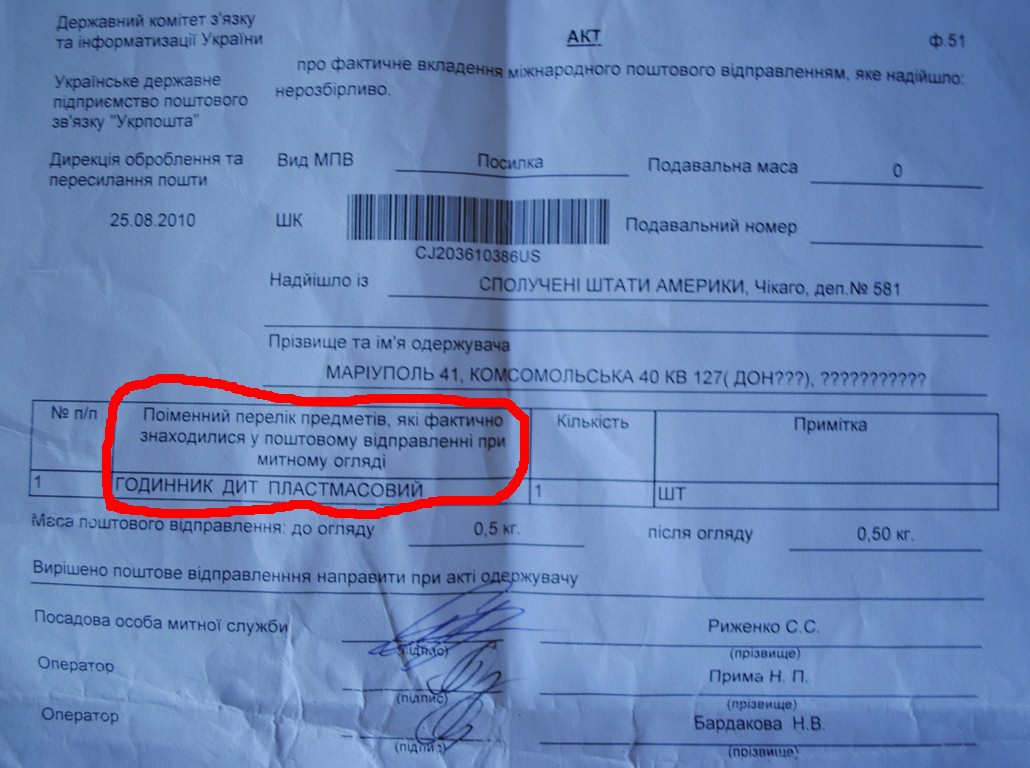 Державний комітет з'язку
та інформатизації України
АКТ
ф.51
про фактичне вкладення міжнародного поштового відправленням, яке надійшло:
нерозбірливо.
Українське державне
підприємство поштового
зв'язку "Укрпошта"
Дирекція оброблення та
пересилання пошти
Вид МПВ Посилка Подавальна маса 0
25.08.2010 ШК Подавальний номер
CJ203610386US
Надійшло із СПОЛУЧЕНІ ШТАТИ АМЕРИКИ, Чікаго, деп.№ 581
Прізвище та ім'я одержувача
МАРІУПОЛЬ 41, КОМСОМОЛЬСЬКА 40 КВ 127( ДОН???), ???????????
№ п/п
Поіменний перелік предметів, які фактично
знаходилися у поштовому відправленні при
митному огляді
Кількість
Примітка
1 ГОДИННИК ДИТ ПЛАСТМАСОВИЙ 1 ШТ
Маса поштового відправлення: до огляду 0,5 кг. після огляду 0,50 кг.
Вирішено поштове відправленння направити при акті одержувачу
Посадова особа митної служби Риженко С.С.
(підпис) (прізвище)
Оператор Прима Н. П.
(підпис) (прізвище)
Оператор Бардакова Н.В.
(підпис) (прізвище)